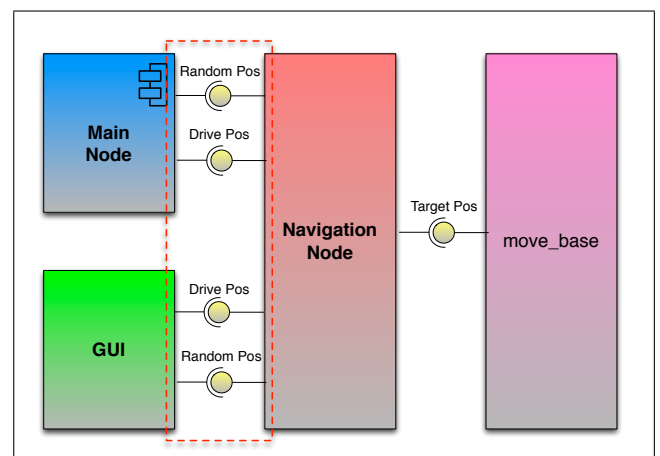 Random Pos
Main
Node
Drive Pos
Navigation
Node
Target Pos
move_base
Drive Pos
GUI
Random Pos